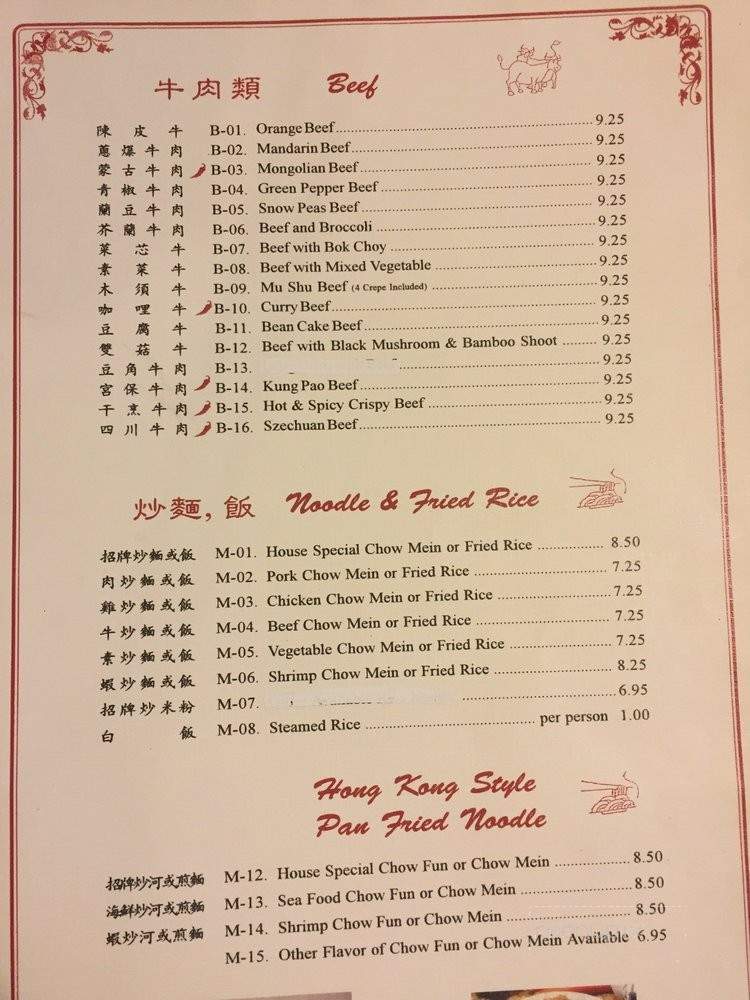 牛肉類 Beef
陳皮牛 B-01. Orange Beef 9.25
蔥爆牛肉 B-02. Mandarin Beef 9.25
蒙古牛肉 B-03. Mongolian Beef 9.25
青椒牛肉 B-04. Green Pepper Beef 9.25
蘭豆牛肉 B-05. Snow Peas Beef 9.25
芥蘭牛肉 B-06. Beef and Broccoli 9.25
菜芯牛 B-07. Beef with Bok Choy 9.25
素菜牛 B-08. Beef with Mixed Vegetable 9.25
木須牛 B-09. Mu Shu Beef (4 Crepe Included) 9.25
咖哩牛 B-10. Curry Beef 9.25
豆腐牛 B-11. Bean Cake Beef 9.25
雙菇牛 B-12. Beef with Black Mushroom & Bamboo Shoot 9.25
豆角牛肉 B-13. 9.25
宮保牛肉 B-14. Kung Pao Beef 9.25
干烹牛肉 B-15. Hot & Spicy Crispy Beef 9.25
四川牛肉 B-16. Szechuan Beef 9.25
炒麵, 飯 Noodle & Fried Rice
招牌炒麵或飯 M-01. House Special Chow Mein or Fried Rice 8.50
肉炒麵或飯 M-02. Pork Chow Mein or Fried Rice 7.25
雞炒麵或飯 M-03. Chicken Chow Mein or Fried Rice 7.25
牛炒麵或飯 M-04. Beef Chow Mein or Fried Rice 7.25
素炒麵或飯 M-05. Vegetable Chow Mein or Fried Rice 7.25
蝦炒麵或飯 M-06. Shrimp Chow Mein or Fried Rice 8.25
招牌炒米粉 M-07. 6.95
白飯 M-08. Steamed Rice per person 1.00
Hong Kong Style
Pan Fried Noodle
招牌炒河或煎麵 M-12. House Special Chow Fun or Chow Mein 8.50
海鮮炒河或煎麵 M-13. Sea Food Chow Fun or Chow Mein 8.50
蝦炒河或煎麵 M-14. Shrimp Chow Fun or Chow Mein 8.50
M-15. Other Flavor of Chow Fun or Chow Mein Available 6.95